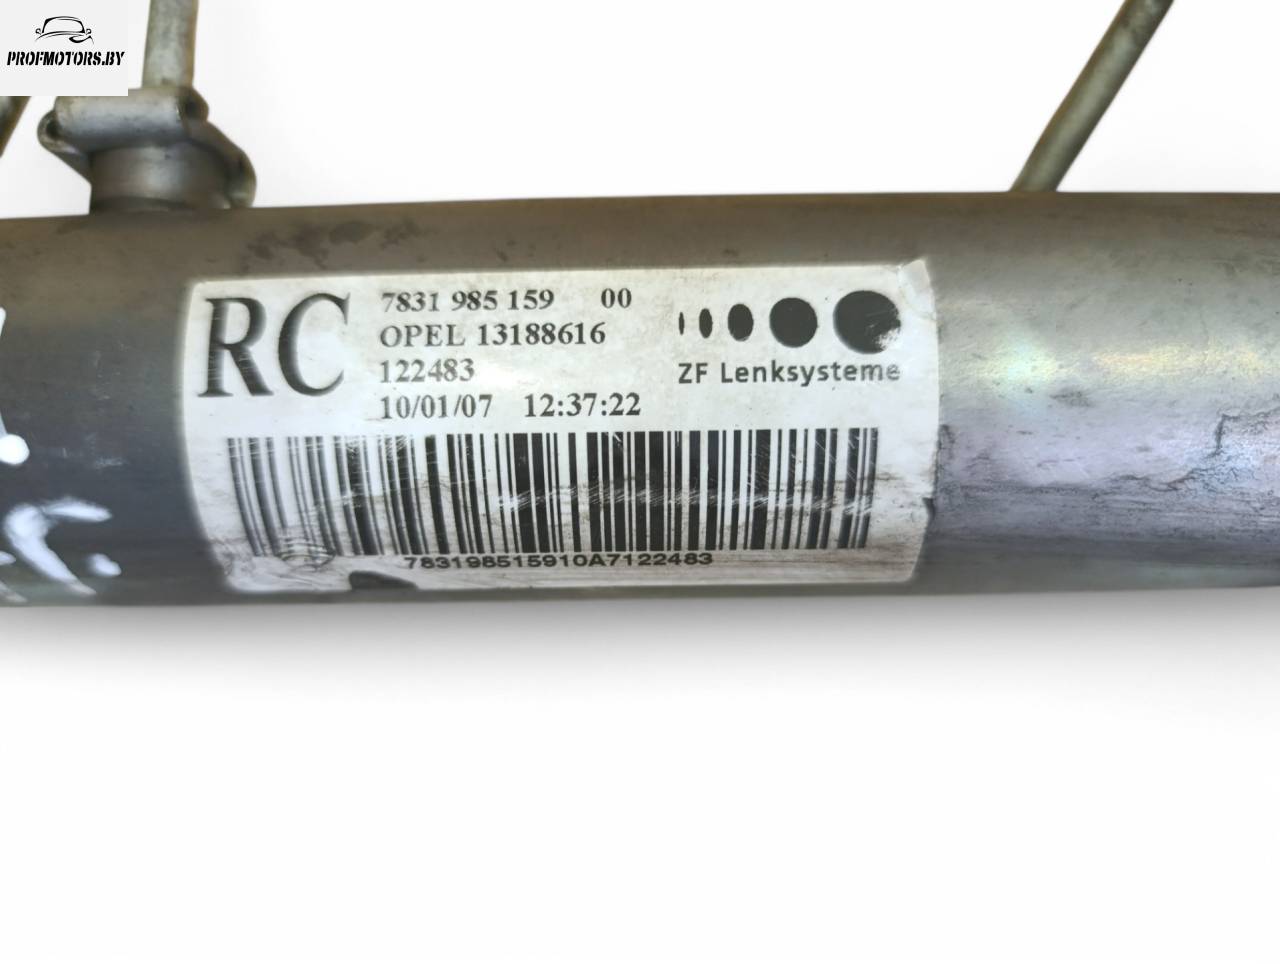 PROFMOTORS.BY
RC
7831 985 159 00
OPEL 13188616
122483
10/01/07 12:37:22
ZF Lenksysteme
783198515910A7122483